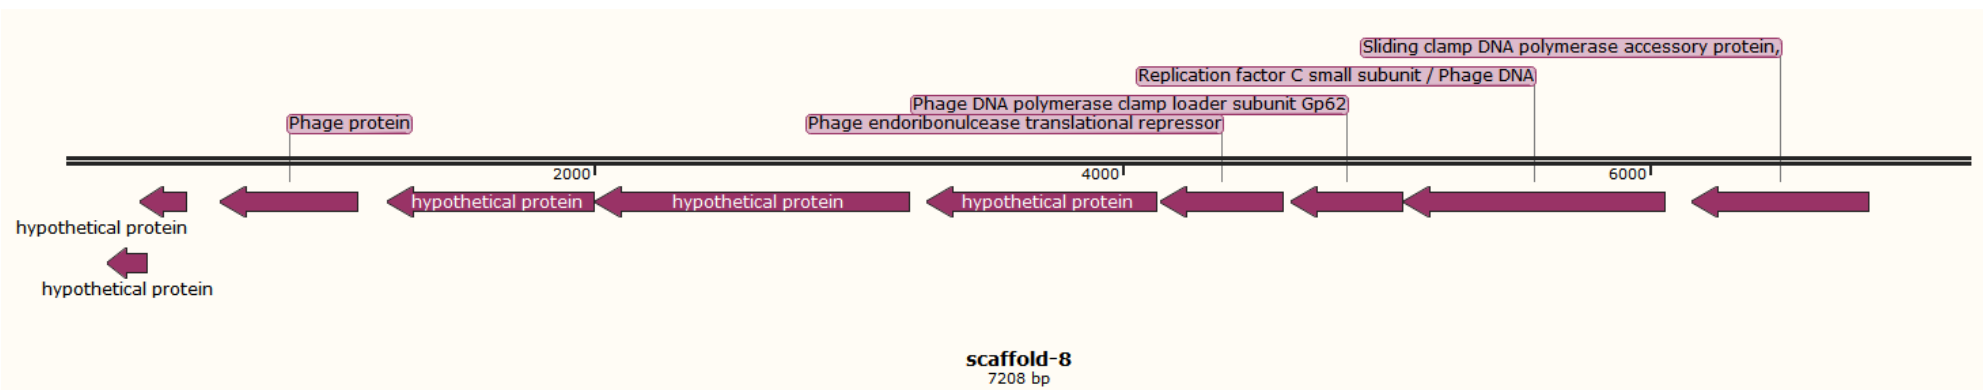 Sliding clamp DNA polymerase accessory protein,
Replication factor C small subunit / Phage DNA
Phage DNA polymerase clamp loader subunit Gp62
Phage protein
Phage endoribonulcease translational repressor
2000
4000
6000
hypothetical protein
hypothetical protein
hypothetical protein
hypothetical protein
hypothetical protein
scaffold-8
7208 bp